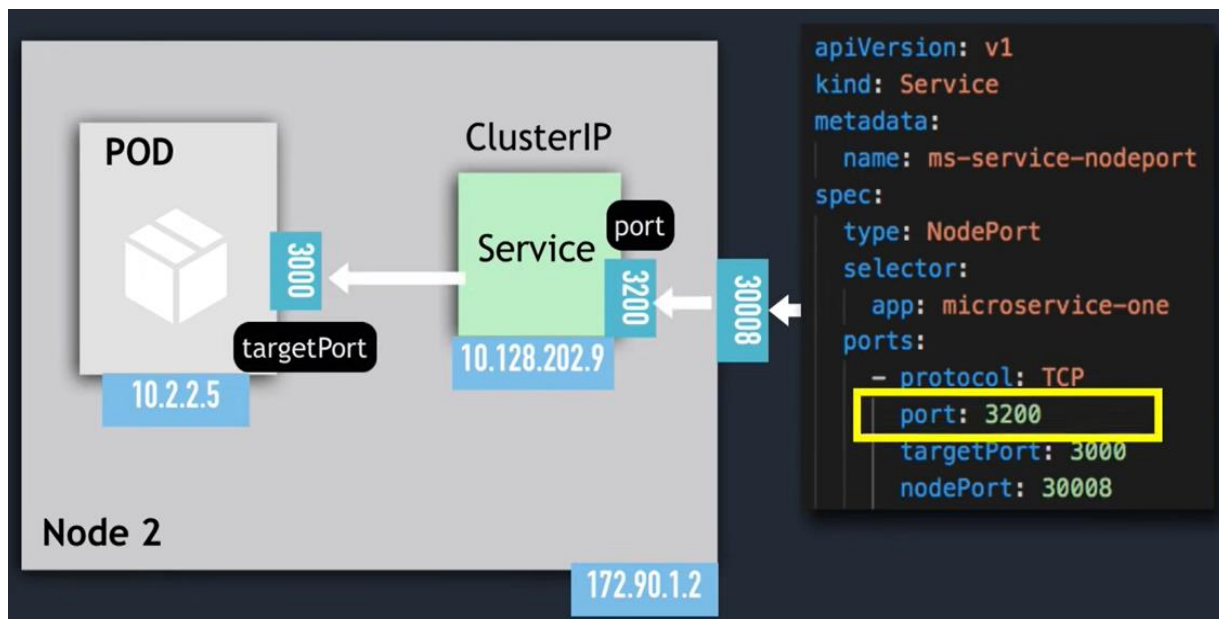 POD
3000
targetPort
10.2.2.5
ClusterIP
Service
port
3200
10.128.202.9
30008
Node 2
172.90.1.2
apiVersion: v1
kind: Service
metadata:
name: ms-service-nodeport
spec:
type: NodePort
selector:
app: microservice-one
ports:
- protocol: TCP
port: 3200
targetPort: 3000
nodePort: 30008